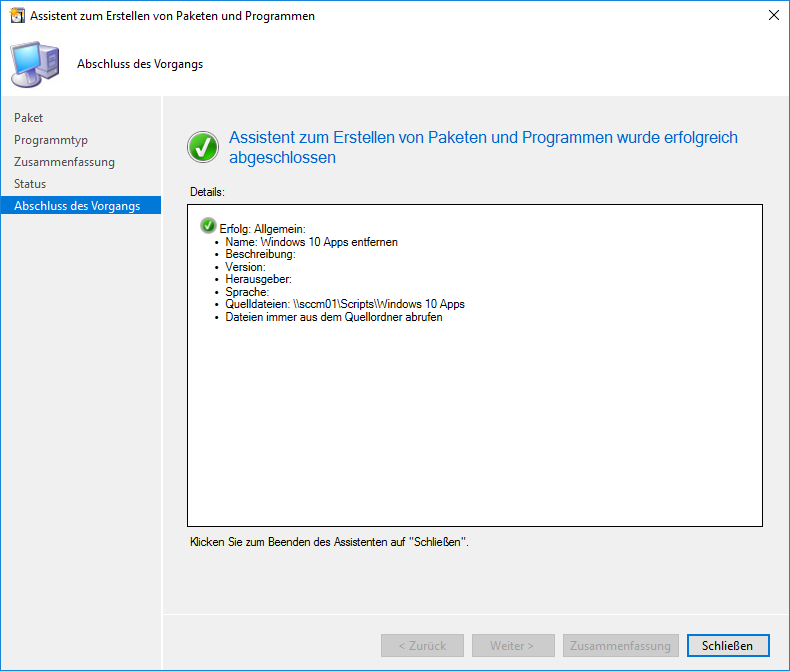 Assistent zum Erstellen von Paketen und Programmen
Abschluss des Vorgangs
Paket
Programmtyp
Zusammenfassung
Status
Abschluss des Vorgangs
Assistent zum Erstellen von Paketen und Programmen wurde erfolgreich
abgeschlossen
Details:
Erfolg: Allgemein:
• Name: Windows 10 Apps entfernen
• Beschreibung:
• Version:
• Herausgeber:
• Sprache:
• Quelldateien: \\sccm01\Scripts\Windows 10 Apps
• Dateien immer aus dem Quellordner abrufen
Klicken Sie zum Beenden des Assistenten auf "Schließen".
< Zurück
Weiter >
Zusammenfassung
Schließen